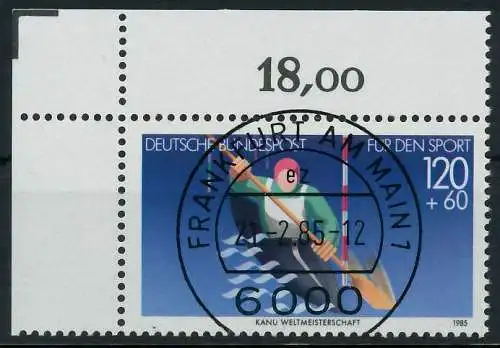 18,00
DEUTSCHE BUNDESPOST FÜR DEN SPORT
120
+ 60
FRANKFURT AM MAIN 1
ez
21.-2.85-12
6000
KANU WELTMEISTERSCHAFT 1985